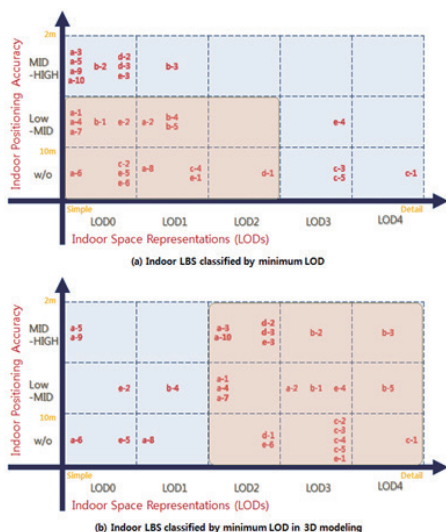 Indoor Positioning Accuracy
2m
MID
-HIGH
a-3
a-5
a-9
a-10
b-2
d-2
d-3
e-3
b-3
Low
-MID
a-1
a-4
a-7
b-1
e-2
a-2
b-4
b-5
e-4
10m
w/o
a-6
c-2
e-5
e-6
a-8
c-4
e-1
d-1
c-3
c-5
c-1
Simple
Detail
LOD0
LOD1
LOD2
LOD3
LOD4
Indoor Space Representations (LODs)
(a) Indoor LBS classified by minimum LOD
Indoor Positioning Accuracy
2m
MID
-HIGH
a-5
a-9
a-3
a-10
d-2
d-3
e-3
b-2
b-3
Low
-MID
e-2
b-4
a-1
a-4
a-7
a-2
b-1
e-4
b-5
10m
w/o
a-6
e-5
a-8
d-1
e-6
c-2
c-3
c-4
c-5
e-1
c-1
Simple
Detail
LOD0
LOD1
LOD2
LOD3
LOD4
Indoor Space Representations (LODs)
(b) Indoor LBS classified by minimum LOD in 3D modeling